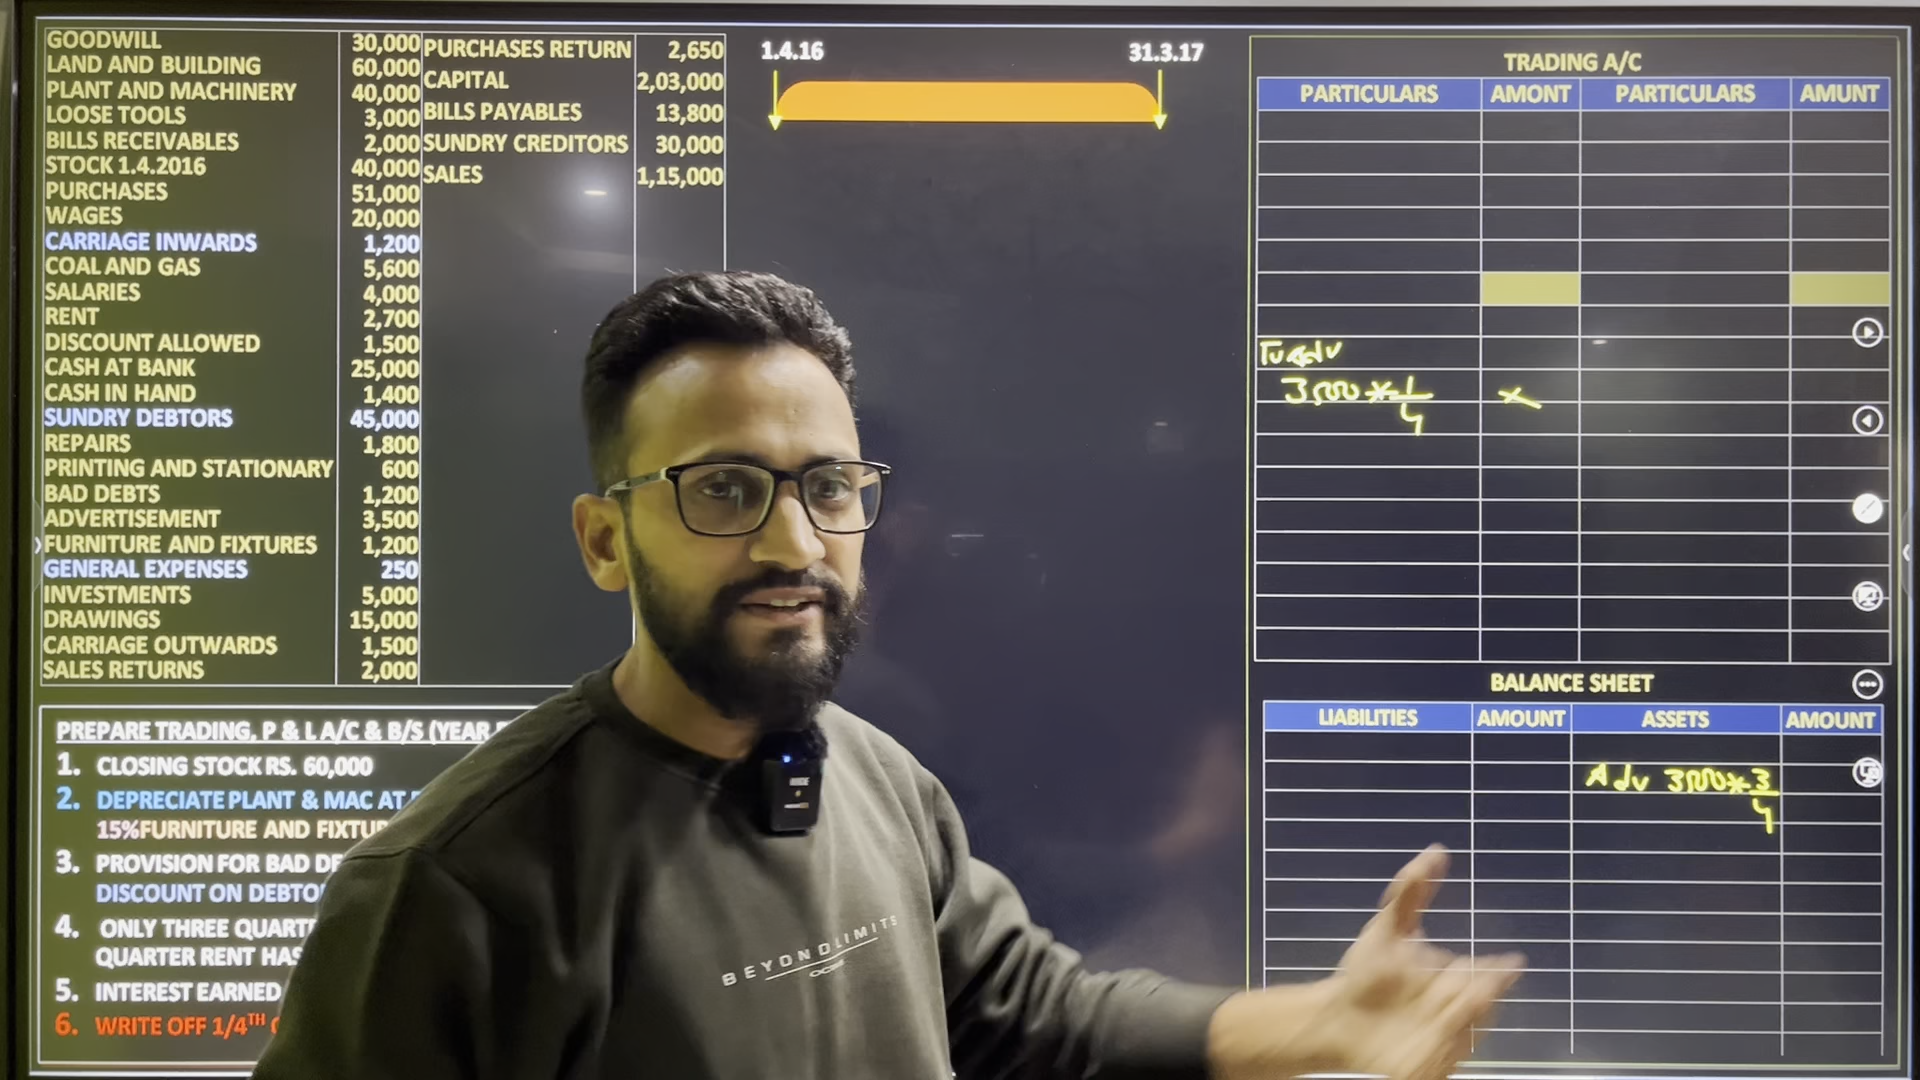 GOODWILL 30,000
LAND AND BUILDING 60,000
PLANT AND MACHINERY 40,000
LOOSE TOOLS 3,000
BILLS RECEIVABLES 2,000
STOCK 1.4.2016 40,000
PURCHASES 51,000
WAGES 20,000
CARRIAGE INWARDS 1,200
COAL AND GAS 5,600
SALARIES 4,000
RENT 2,700
DISCOUNT ALLOWED 1,500
CASH AT BANK 25,000
CASH IN HAND 1,400
SUNDRY DEBTORS 45,000
REPAIRS 1,800
PRINTING AND STATIONARY 600
BAD DEBTS 1,200
ADVERTISEMENT 3,500
FURNITURE AND FIXTURES 1,200
GENERAL EXPENSES 250
INVESTMENTS 5,000
DRAWINGS 15,000
CARRIAGE OUTWARDS 1,500
SALES RETURNS 2,000
PURCHASES RETURN 2,650
CAPITAL 2,03,000
BILLS PAYABLES 13,800
SUNDRY CREDITORS 30,000
SALES 1,15,000
1.4.16 31.3.17
PREPARE TRADING, P & L A/C & B/S (YEAR
1. CLOSING STOCK RS. 60,000
2. DEPRECIATE PLANT & MAC AT
15%FURNITURE AND FIXTUR
3. PROVISION FOR BAD DE
DISCOUNT ON DEBTO
4. ONLY THREE QUART
QUARTER RENT HAS
5. INTEREST EARNED
6. WRITE OFF 1/4TH
BEYONDLIMITS
TRADING A/C
PARTICULARS AMONT PARTICULARS AMUNT
1
4
BALANCE SHEET
LIABILITIES AMOUNT ASSETS AMOUNT
Adv 3500*3
4